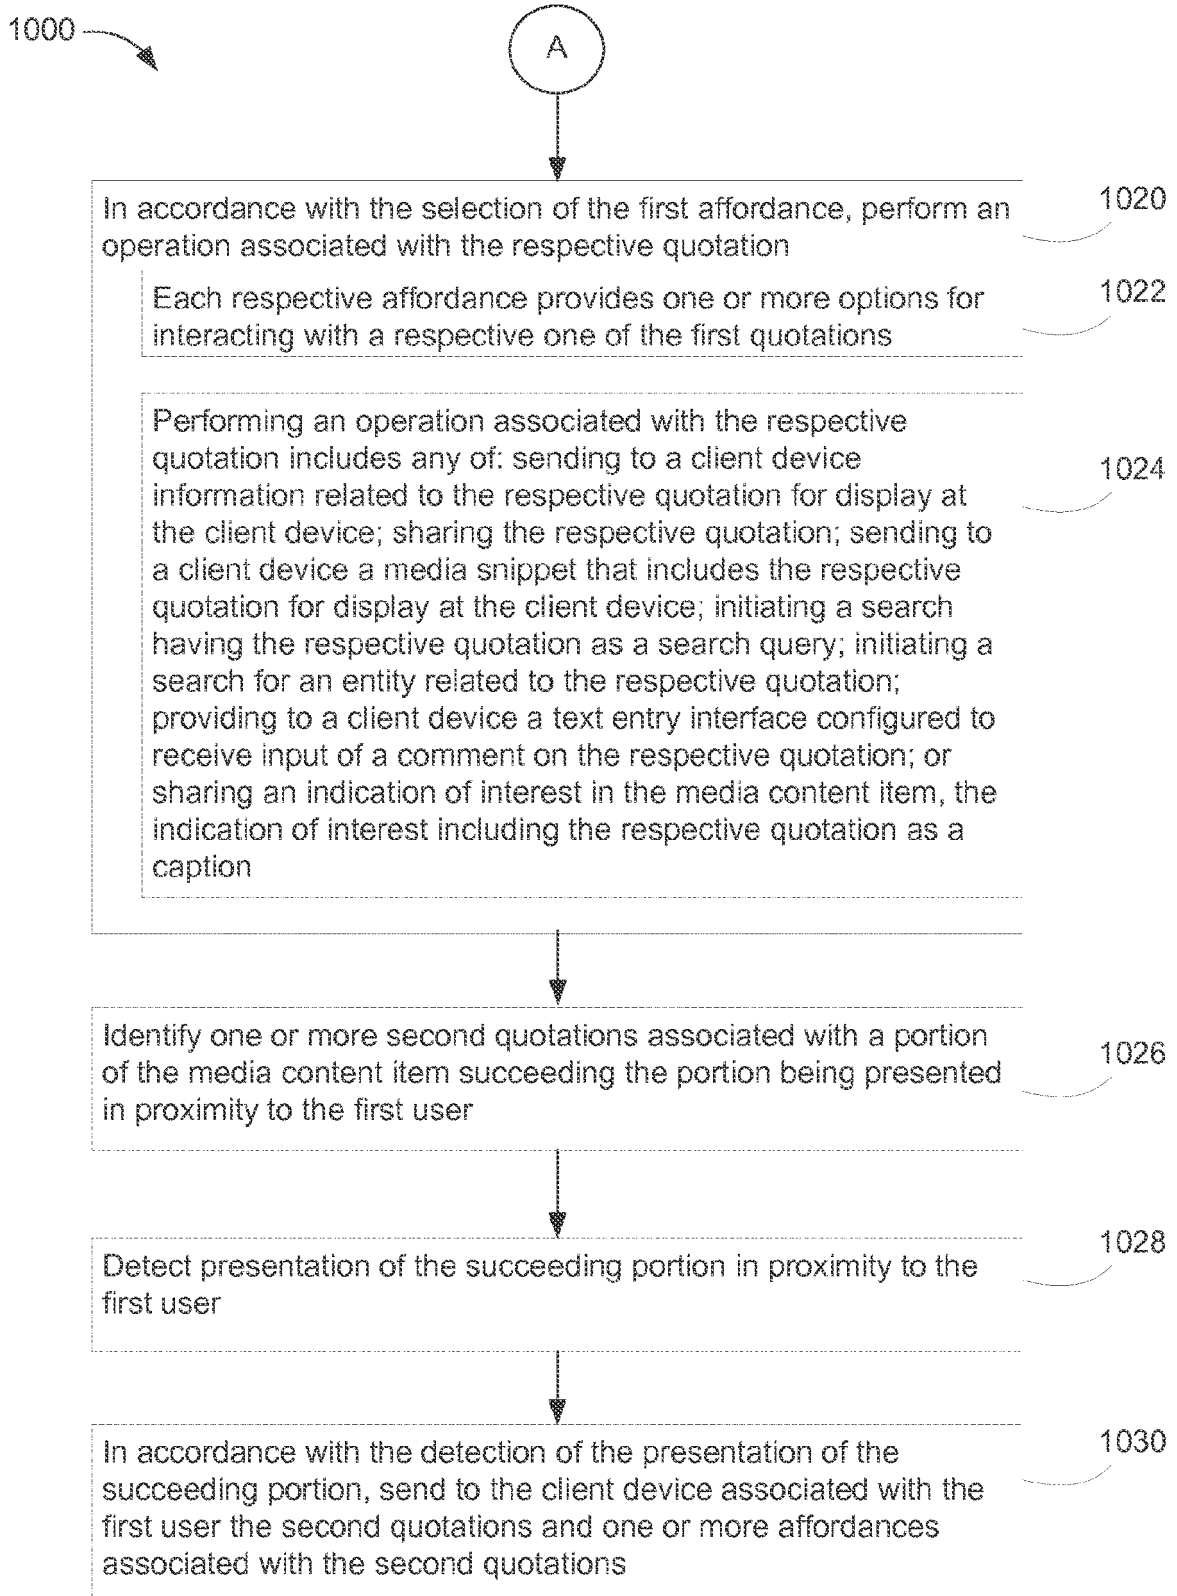 1000
A
In accordance with the selection of the first affordance, perform an
operation associated with the respective quotation
1020
Each respective affordance provides one or more options for
interacting with a respective one of the first quotations
1022
Performing an operation associated with the respective
quotation includes any of: sending to a client device
information related to the respective quotation for display at
the client device; sharing the respective quotation; sending to
a client device a media snippet that includes the respective
quotation for display at the client device; initiating a search
having the respective quotation as a search query; initiating a
search for an entity related to the respective quotation;
providing to a client device a text entry interface configured to
receive input of a comment on the respective quotation; or
sharing an indication of interest in the media content item, the
indication of interest including the respective quotation as a
caption
1024
Identify one or more second quotations associated with a portion
of the media content item succeeding the portion being presented
in proximity to the first user
1026
Detect presentation of the succeeding portion in proximity to the
first user
1028
In accordance with the detection of the presentation of the
succeeding portion, send to the client device associated with the
first user the second quotations and one or more affordances
associated with the second quotations
1030